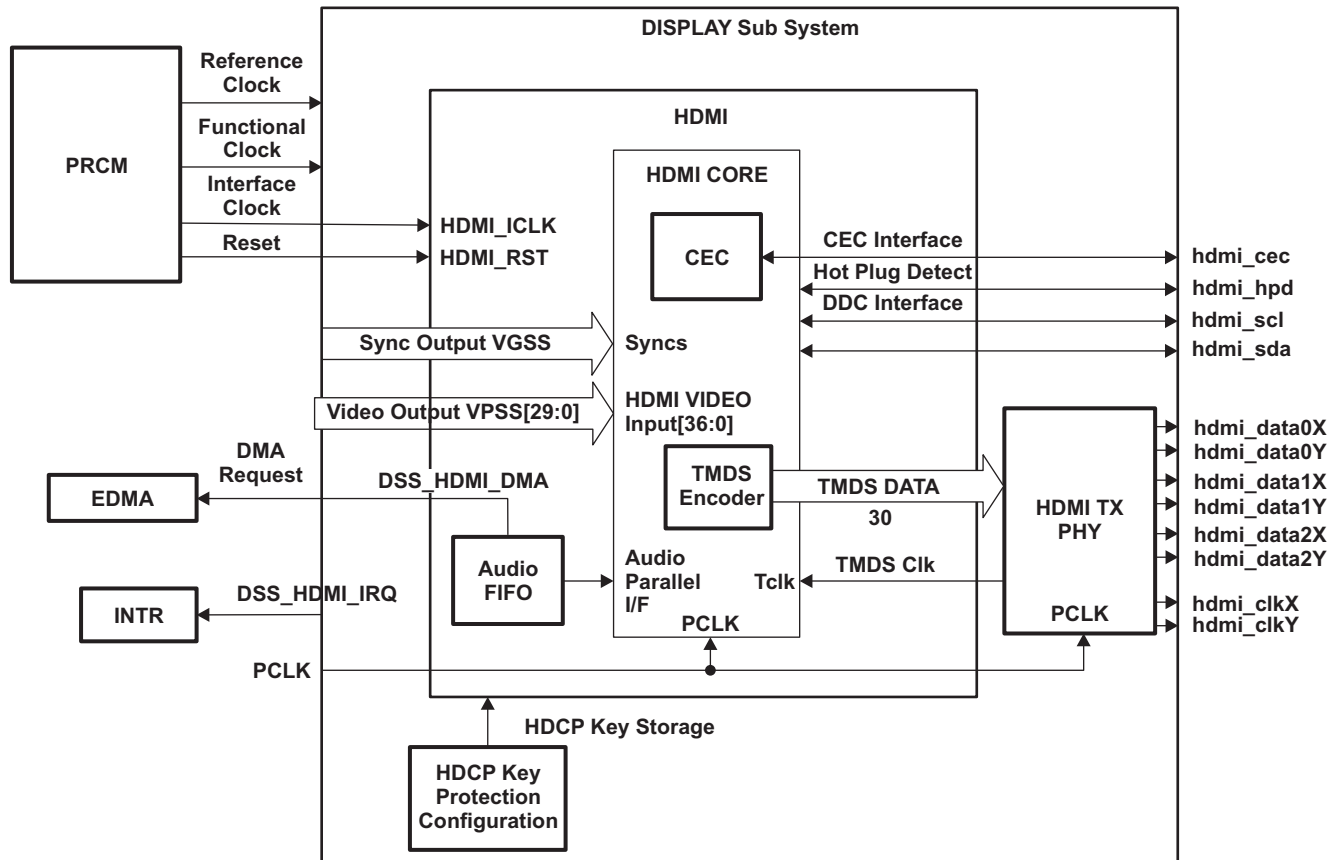 DISPLAY Sub System
PRCM
Reference
Clock
Functional
Clock
Interface
Clock
Reset
HDMI
HDMI_ICLK
HDMI_RST
HDMI CORE
CEC
CEC Interface
Hot Plug Detect
DDC Interface
hdmi_cec
hdmi_hpd
hdmi_scl
hdmi_sda
Sync Output VGSS
Syncs
Video Output VPSS[29:0]
HDMI VIDEO
Input[36:0]
TMDS
Encoder
TMDS DATA
30
HDMI TX
PHY
PCLK
hdmi_data0X
hdmi_data0Y
hdmi_data1X
hdmi_data1Y
hdmi_data2X
hdmi_data2Y
hdmi_clkX
hdmi_clkY
DMA
Request
EDMA
DSS_HDMI_DMA
Audio
FIFO
Audio
Parallel
I/F
Tclk
TMDS Clk
PCLK
INTR
DSS_HDMI_IRQ
PCLK
HDCP Key Storage
HDCP Key
Protection
Configuration